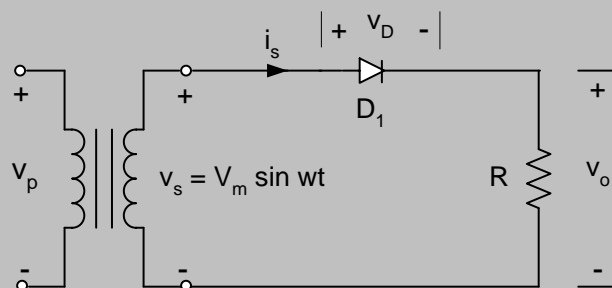 + v_D -
i_s
+ + +
D_1
v_p v_s = V_m sin wt R v_o
- - -